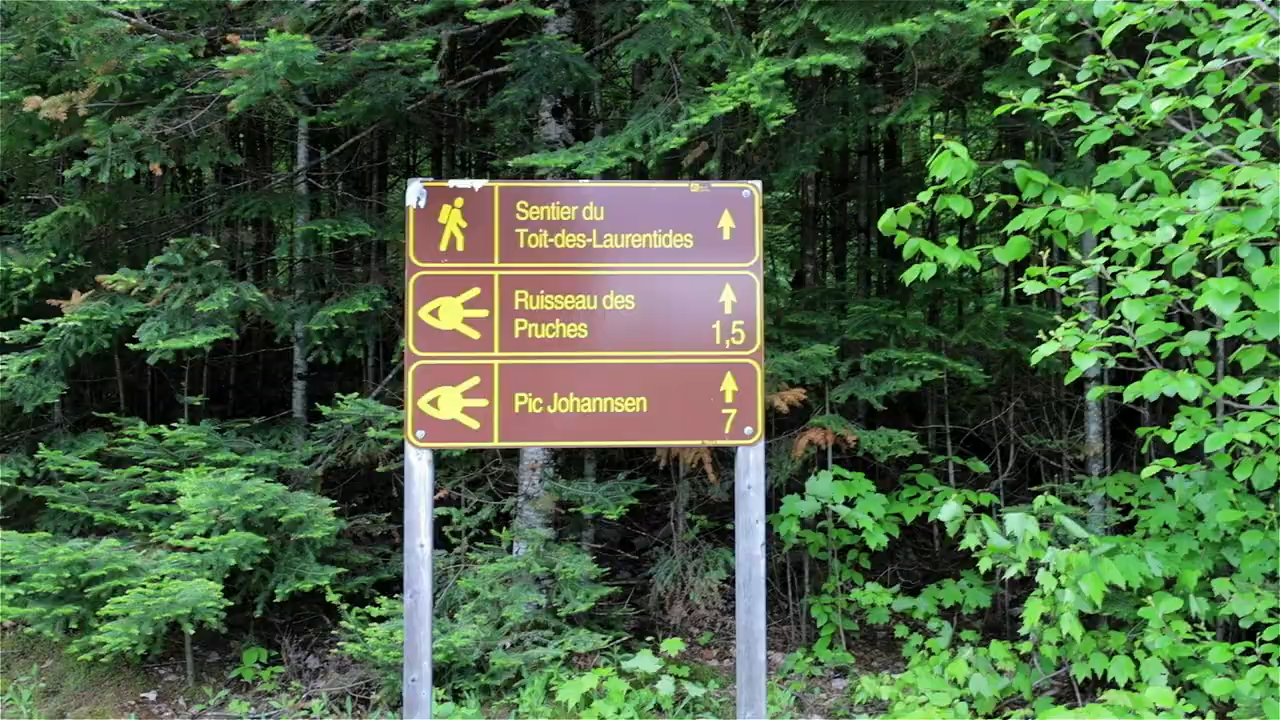 Sentier du
Toit-des-Laurentides
Ruisseau des
Pruches
1,5
Pic Johannsen
7